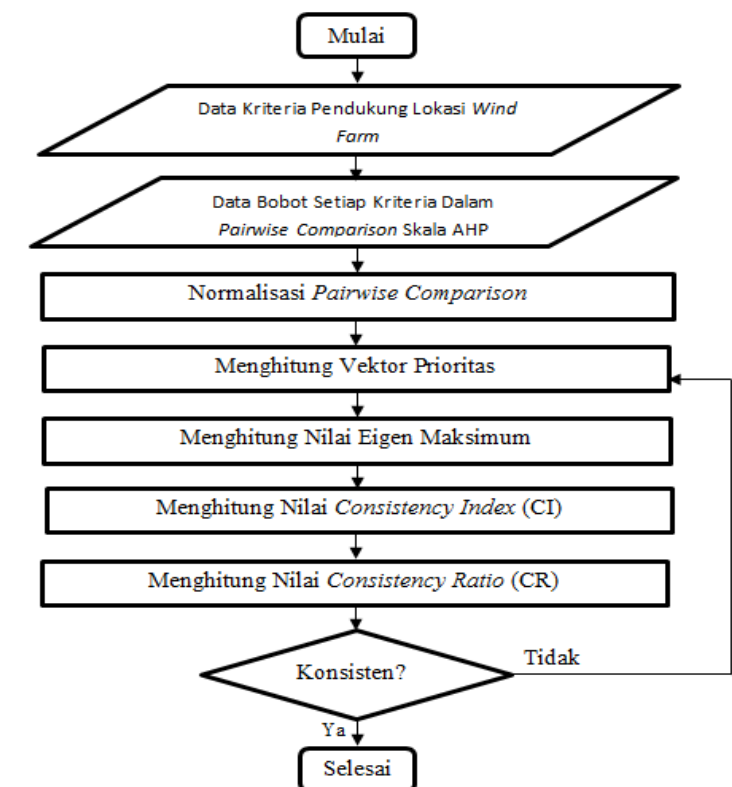 Mulai
Data Kriteria Pendukung Lokasi Wind
Farm
Data Bobot Setiap Kriteria Dalam
Pairwise Comparison Skala AHP
Normalisasi Pairwise Comparison
Menghitung Vektor Prioritas
Menghitung Nilai Eigen Maksimum
Menghitung Nilai Consistency Index (CI)
Menghitung Nilai Consistency Ratio (CR)
Konsisten?
Tidak
Ya
Selesai